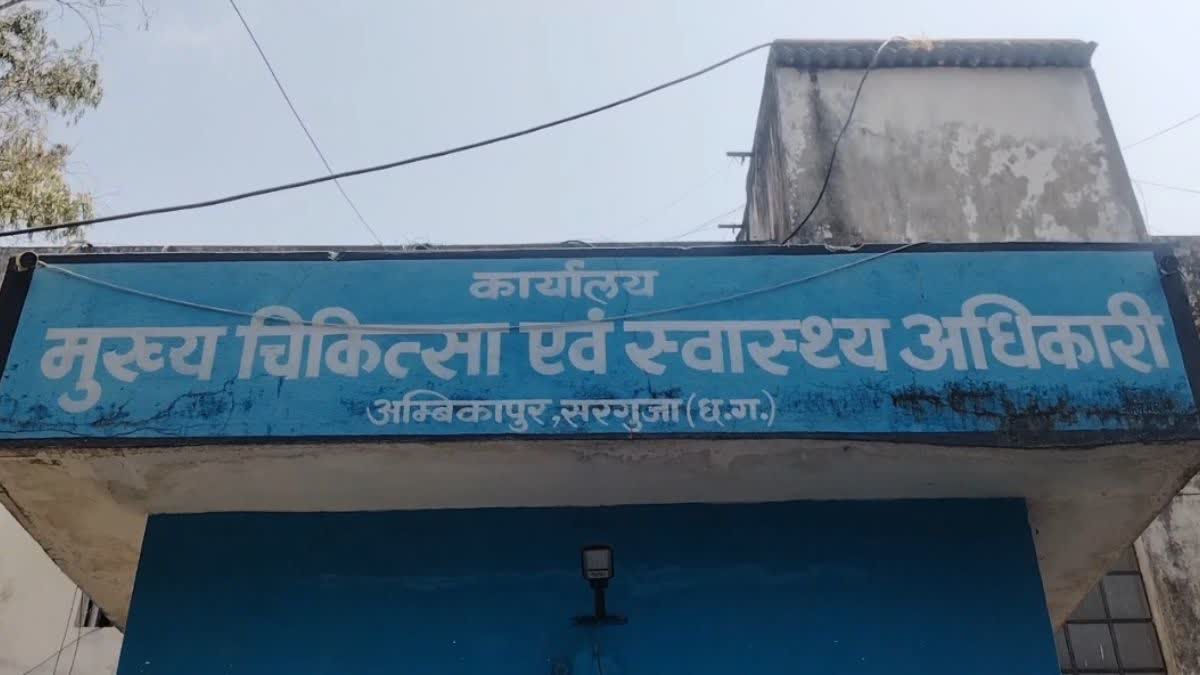 कार्यालय
मुख्य चिकित्सा एवं स्वास्थ्य अधिकारी
अम्बिकापुर,सरगुजा(छ.ग.)